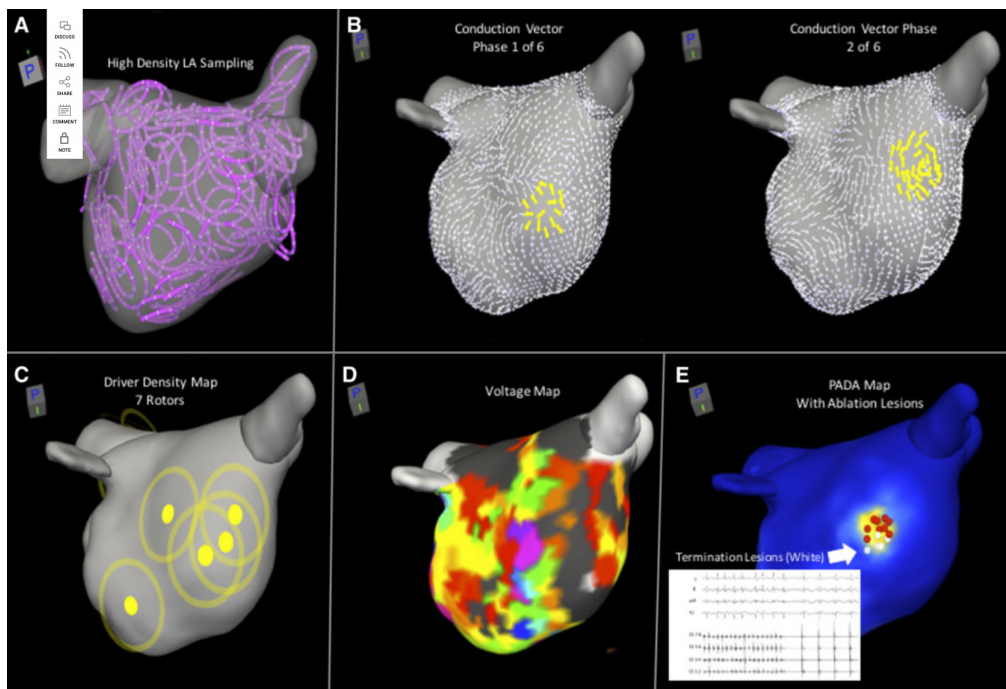 A
P
DISCUSS
FOLLOW
SHARE
COMMENT
NOTE
High Density LA Sampling
B
P
I
Conduction Vector
Phase 1 of 6
P
I
Conduction Vector Phase
2 of 6
C
P
I
Driver Density Map
7 Rotors
D
P
I
Voltage Map
E
P
I
PADA Map
With Ablation Lesions
Termination Lesions (White)